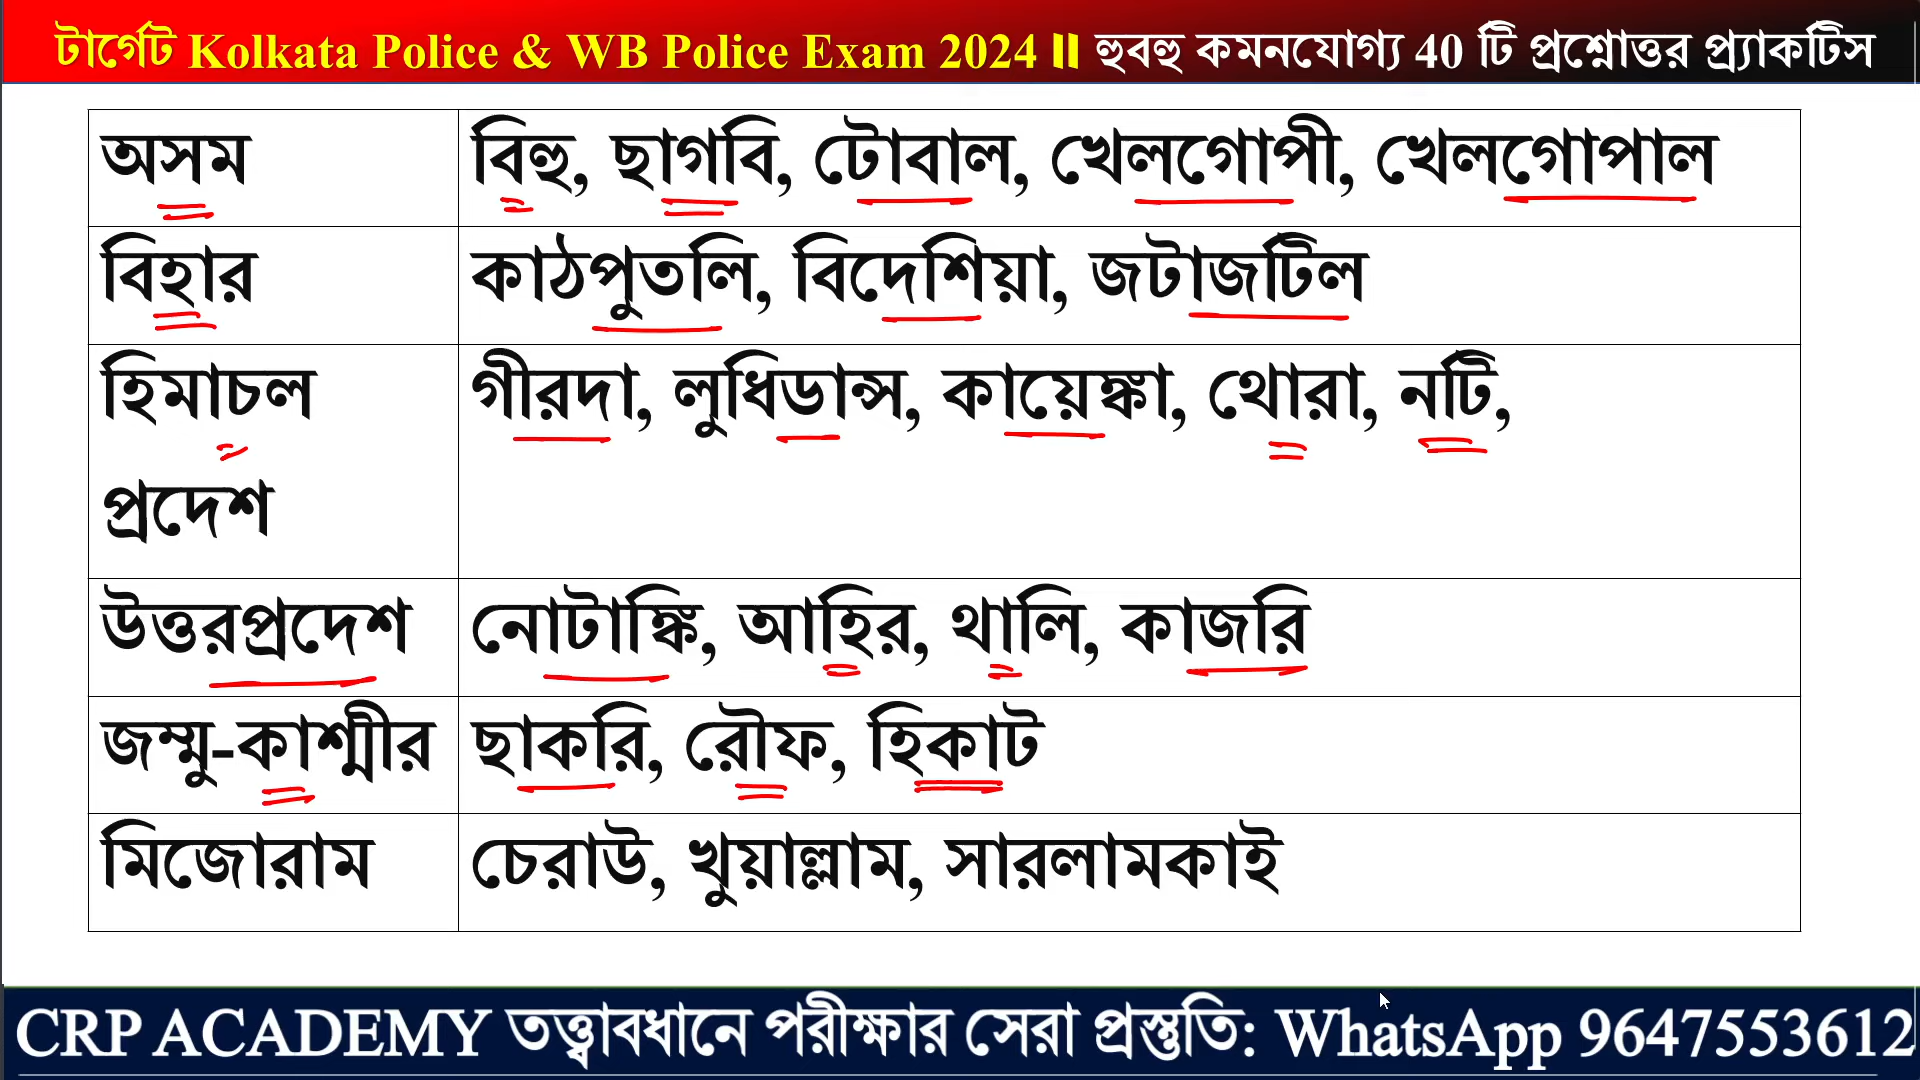 টার্গেট Kolkata Police & WB Police Exam 2024 ॥ হুবহু কমনযোগ্য 40 টি প্রশ্নোত্তর প্র্যাকটিস
অসম বিহু, ছাগবি, টোবাল, খেলগোপী, খেলগোপাল
বিহার কাঠপুতলি, বিদেশিয়া, জটাজটিল
হিমাচল গীরদা, লুধিডান্স, কায়েঙ্কা, থোরা, নটি,
প্রদেশ
উত্তরপ্রদেশ নোটাঙ্কি, আহির, থালি, কাজরি
জম্মু-কাশ্মীর ছাকরি, রৌফ, হিকাট
মিজোরাম চেরাউ, খুয়াল্লাম, সারলামকাই
CRP ACADEMY তত্ত্বাবধানে পরীক্ষার সেরা প্রস্তুতি: WhatsApp 9647553612